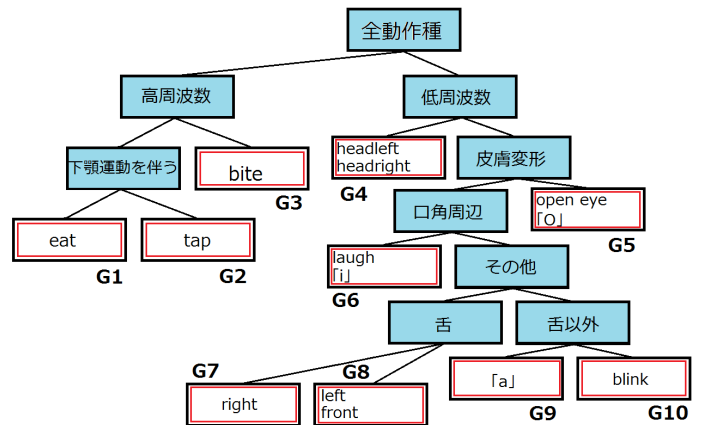 全動作種
高周波数
低周波数
下顎運動を伴う
bite
G3
headleft
headright
G4
皮膚変形
eat
G1
tap
G2
口角周辺
open eye
「O」
G5
laugh
「i」
G6
その他
舌
舌以外
G7
right
G8
left
front
「a」
G9
blink
G10